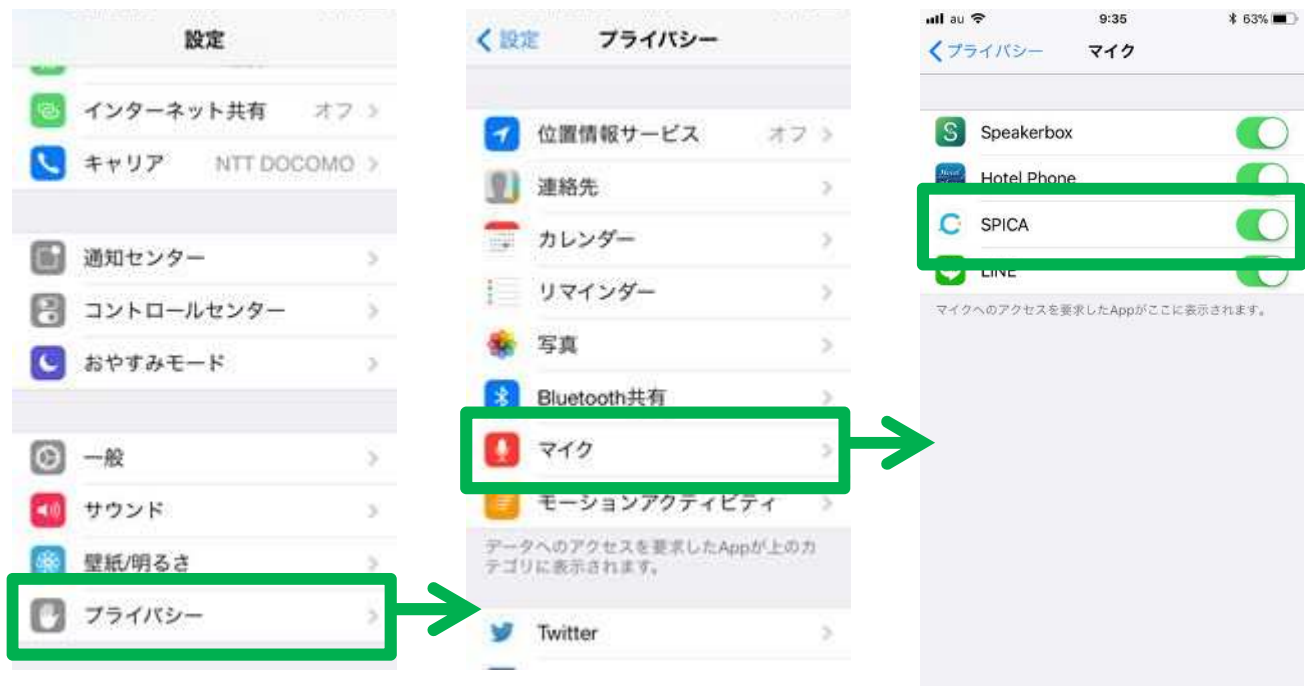 設定
インターネット共有 オフ
キャリア NTT DOCOMO
通知センター
コントロールセンター
おやすみモード
一般
サウンド
壁紙/明るさ
プライバシー
設定 プライバシー
位置情報サービス オフ
連絡先
カレンダー
リマインダー
写真
Bluetooth共有
マイク
モーションアクティビティ
データへのアクセスを要求したAppが上のカ
テゴリに表示されます。
Twitter
au 9:35 63%
プライバシー マイク
Speakerbox
Hotel Phone
SPICA
LINE
マイクへのアクセスを要求したAppがここに表示されます。